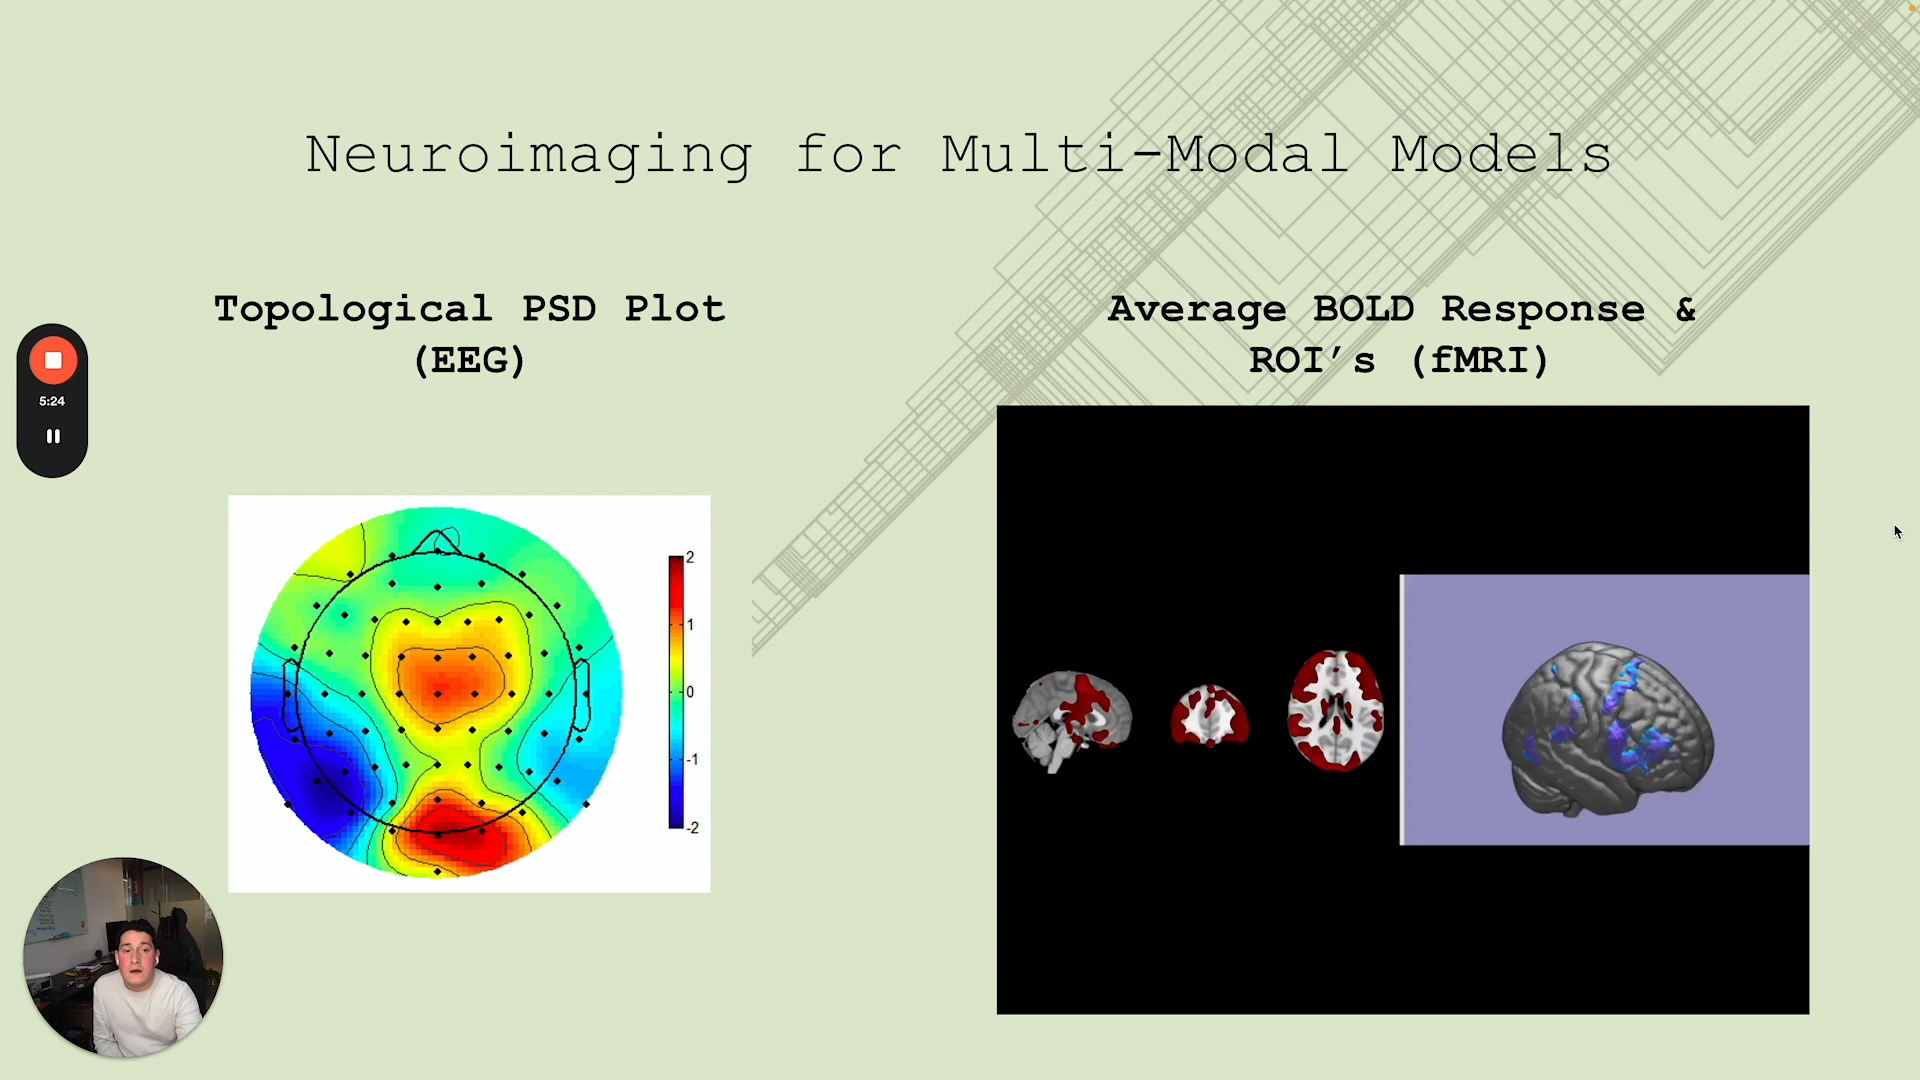 Neuroimaging for Multi-Modal Models
Topological PSD Plot
(EEG)
Average BOLD Response &
ROI’s (fMRI)
5:24
2
1
0
-1
-2